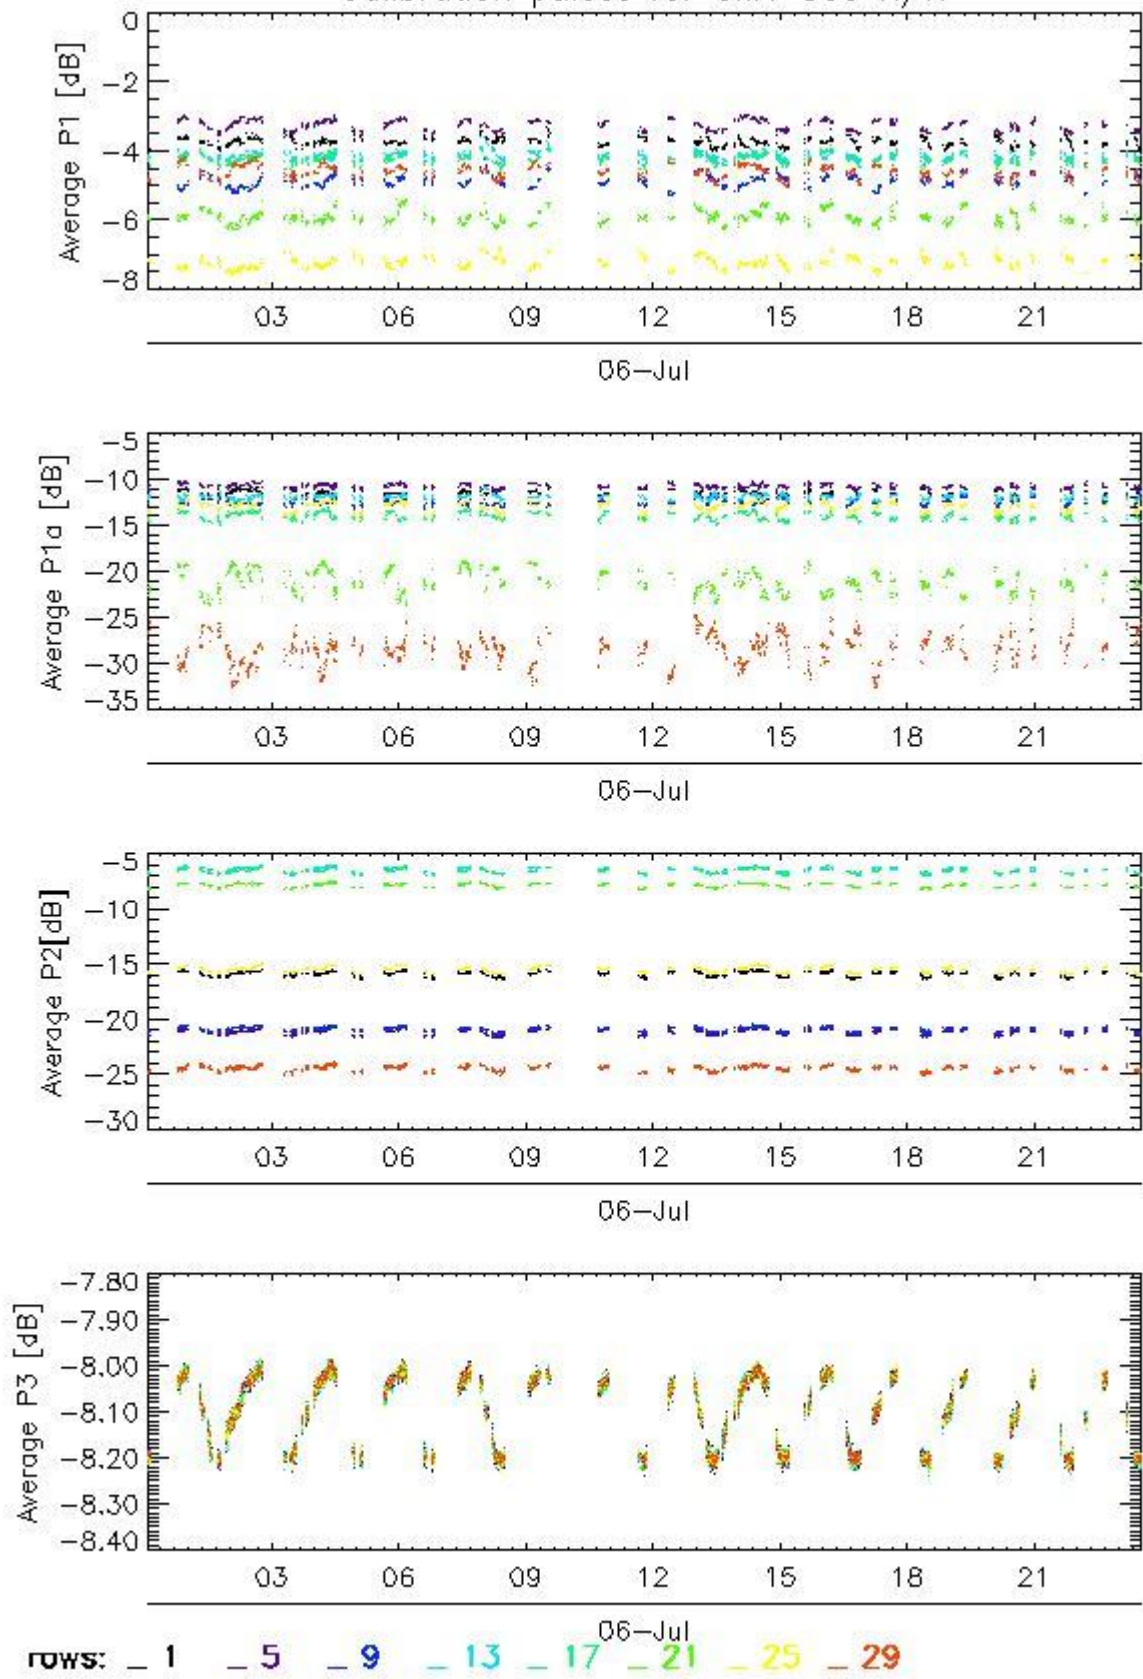 0
Average P1 [dB]
-2
-4
-6
-8
03 06 09 12 15 18 21
06-Jul
-5
Average P1a [dB]
-10
-15
-20
-25
-30
-35
03 06 09 12 15 18 21
06-Jul
-5
Average P2[dB]
-10
-15
-20
-25
-30
03 06 09 12 15 18 21
06-Jul
-7.80
Average P3 [dB]
-7.90
-8.00
-8.10
-8.20
-8.30
-8.40
03 06 09 12 15 18 21
06-Jul
rows: _ 1 _ 5 _ 9 _ 13 _ 17 _ 21 _ 25 _ 29